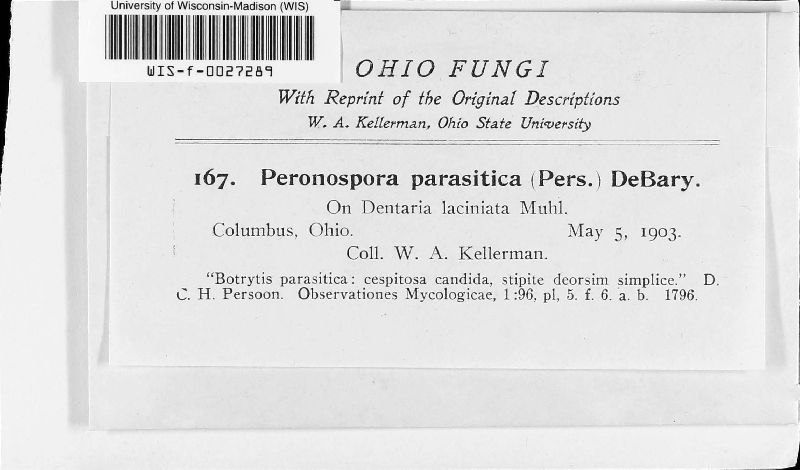 University of Wisconsin-Madison (WIS)
WIS-f-0027289
OHIO FUNGI
With Reprint of the Original Descriptions
W. A. Kellerman, Ohio State University
167. Peronospora parasitica (Pers.) DeBary.
On Dentaria laciniata Muhl.
Columbus, Ohio. May 5, 1903.
Coll. W. A. Kellerman.
"Botrytis parasitica: cespitosa candida, stipite deorsim simplice." D.
C. H. Persoon. Observationes Mycologicae, 1:96, pl, 5. f. 6. a. b. 1796.